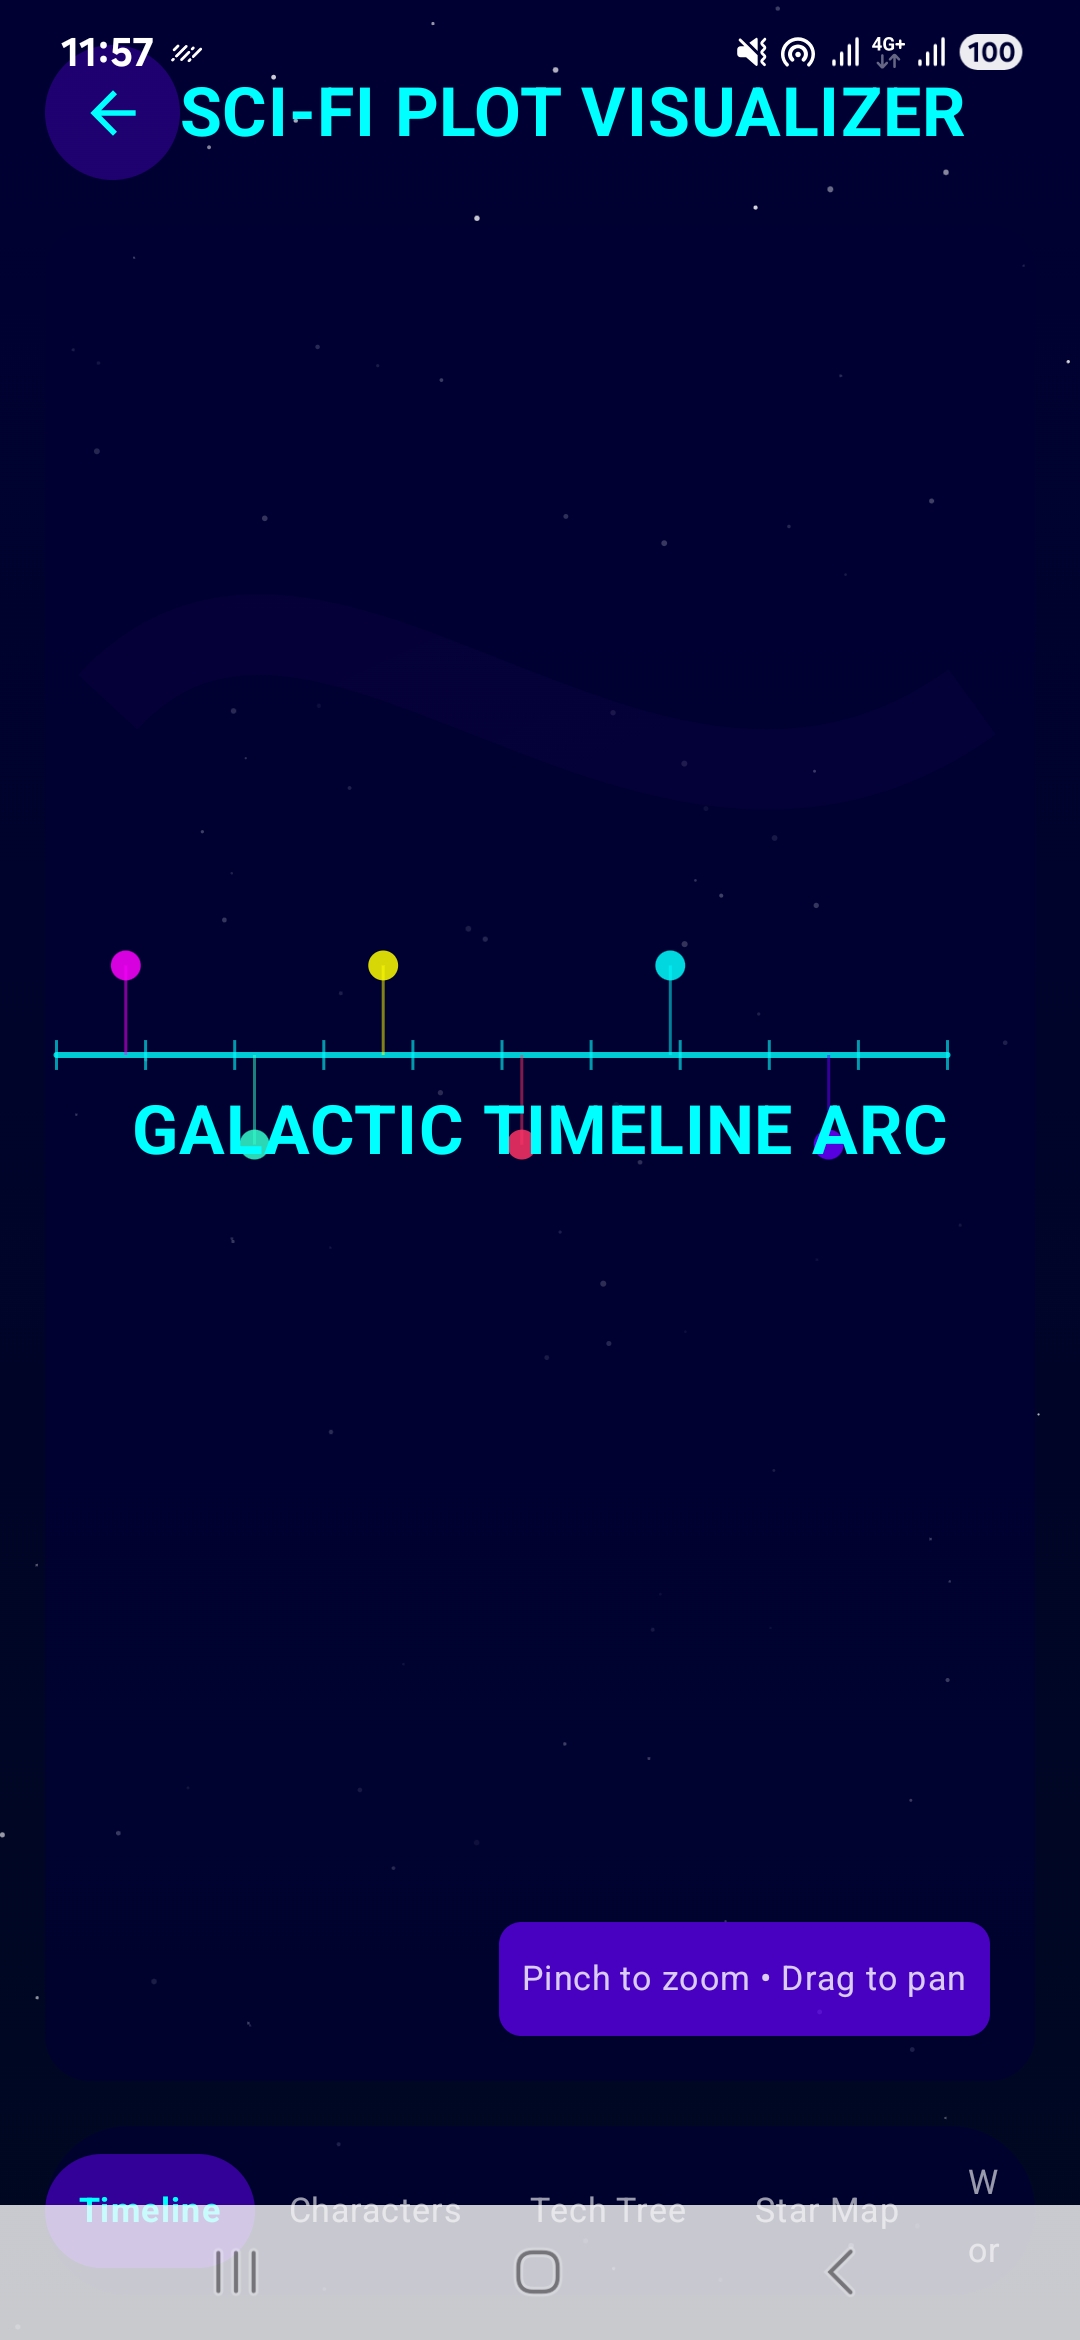 11:57
4G+
100
SCI-FI PLOT VISUALIZER
GALACTIC TIMELINE ARC
Pinch to zoom • Drag to pan
Timeline
Characters
Tech Tree
Star Map
W
or